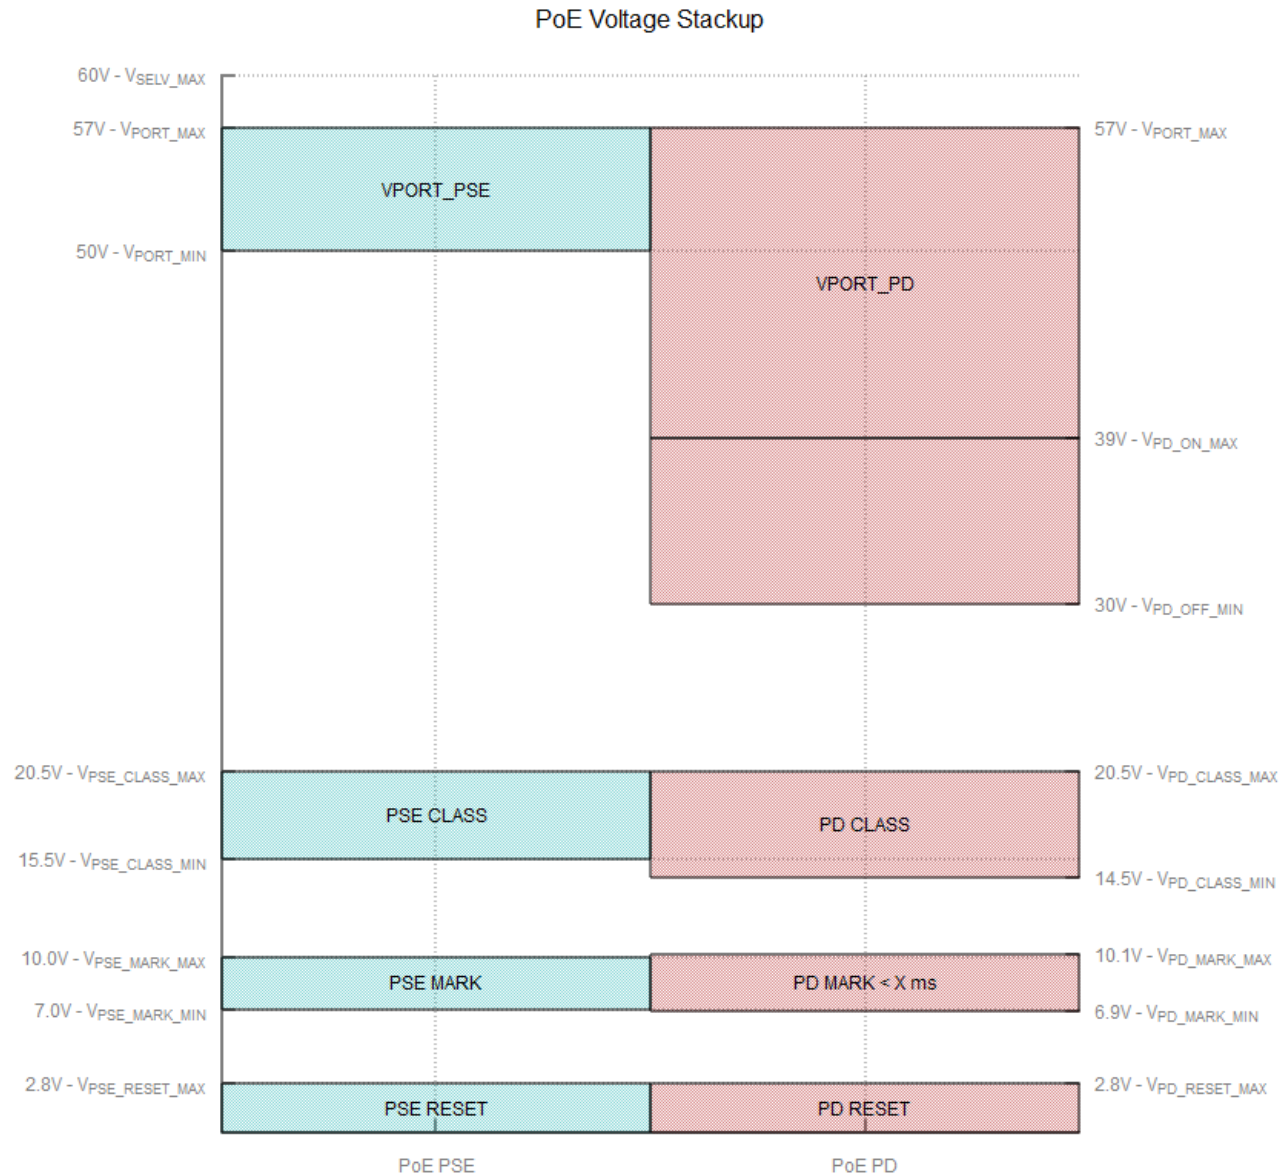 PoE Voltage Stackup
60V - VSELV_MAX
57V - VPORT_MAX
57V - VPORT_MAX
VPORT_PSE
50V - VPORT_MIN
VPORT_PD
39V - VPD_ON_MAX
30V - VPD_OFF_MIN
20.5V - VPSE_CLASS_MAX
20.5V - VPD_CLASS_MAX
PSE CLASS
PD CLASS
15.5V - VPSE_CLASS_MIN
14.5V - VPD_CLASS_MIN
10.0V - VPSE_MARK_MAX
10.1V - VPD_MARK_MAX
PSE MARK
PD MARK < X ms
7.0V - VPSE_MARK_MIN
6.9V - VPD_MARK_MIN
2.8V - VPSE_RESET_MAX
2.8V - VPD_RESET_MAX
PSE RESET
PD RESET
PoE PSE
PoE PD